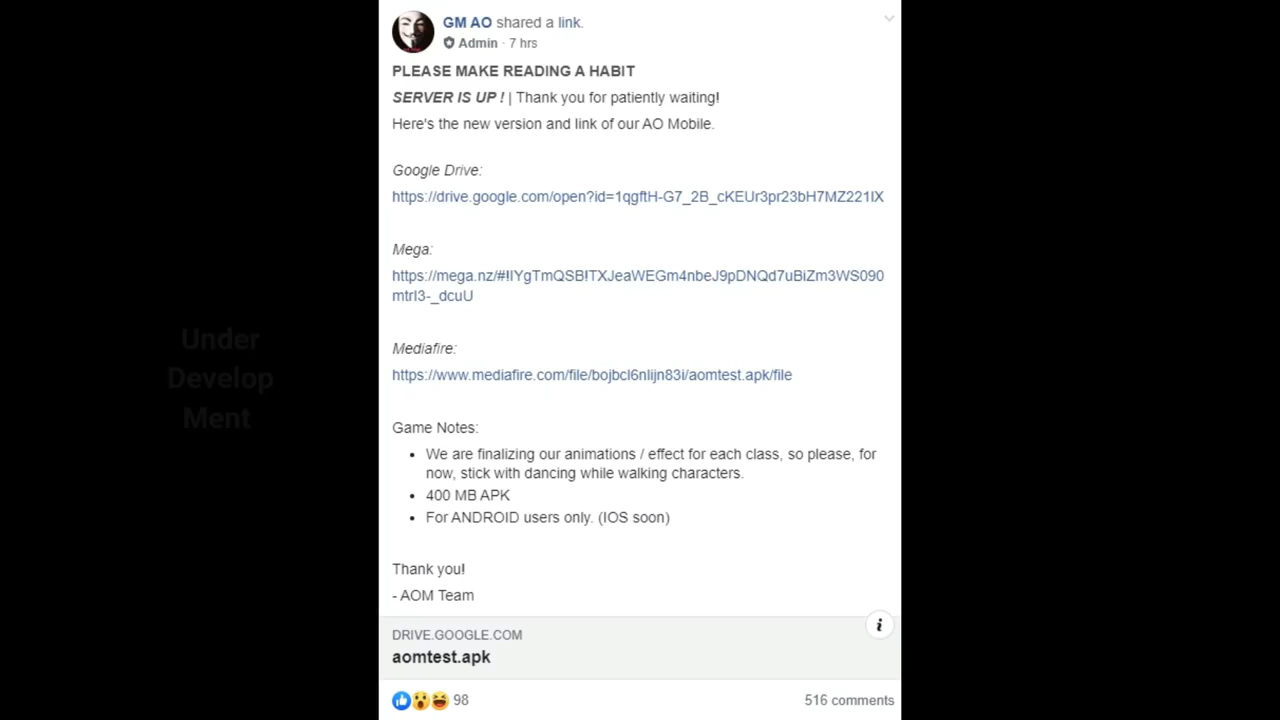 GM AO shared a link.
Admin · 7 hrs
PLEASE MAKE READING A HABIT
SERVER IS UP ! | Thank you for patiently waiting!
Here's the new version and link of our AO Mobile.
Google Drive:
https://drive.google.com/open?id=1qgftH-G7_2B_cKEUr3pr23bH7MZ221lX
Mega:
https://mega.nz/#!IYgTmQSB!TXJeaWEGm4nbeJ9pDNQd7uBiZm3WS090
mtrI3-_dcuU
Mediafire:
https://www.mediafire.com/file/bojbcl6nlijn83i/aomtest.apk/file
Game Notes:
• We are finalizing our animations / effect for each class, so please, for
now, stick with dancing while walking characters.
• 400 MB APK
• For ANDROID users only. (IOS soon)
Under
Develop
Ment
Thank you!
- AOM Team
DRIVE.GOOGLE.COM
aomtest.apk
98
516 comments